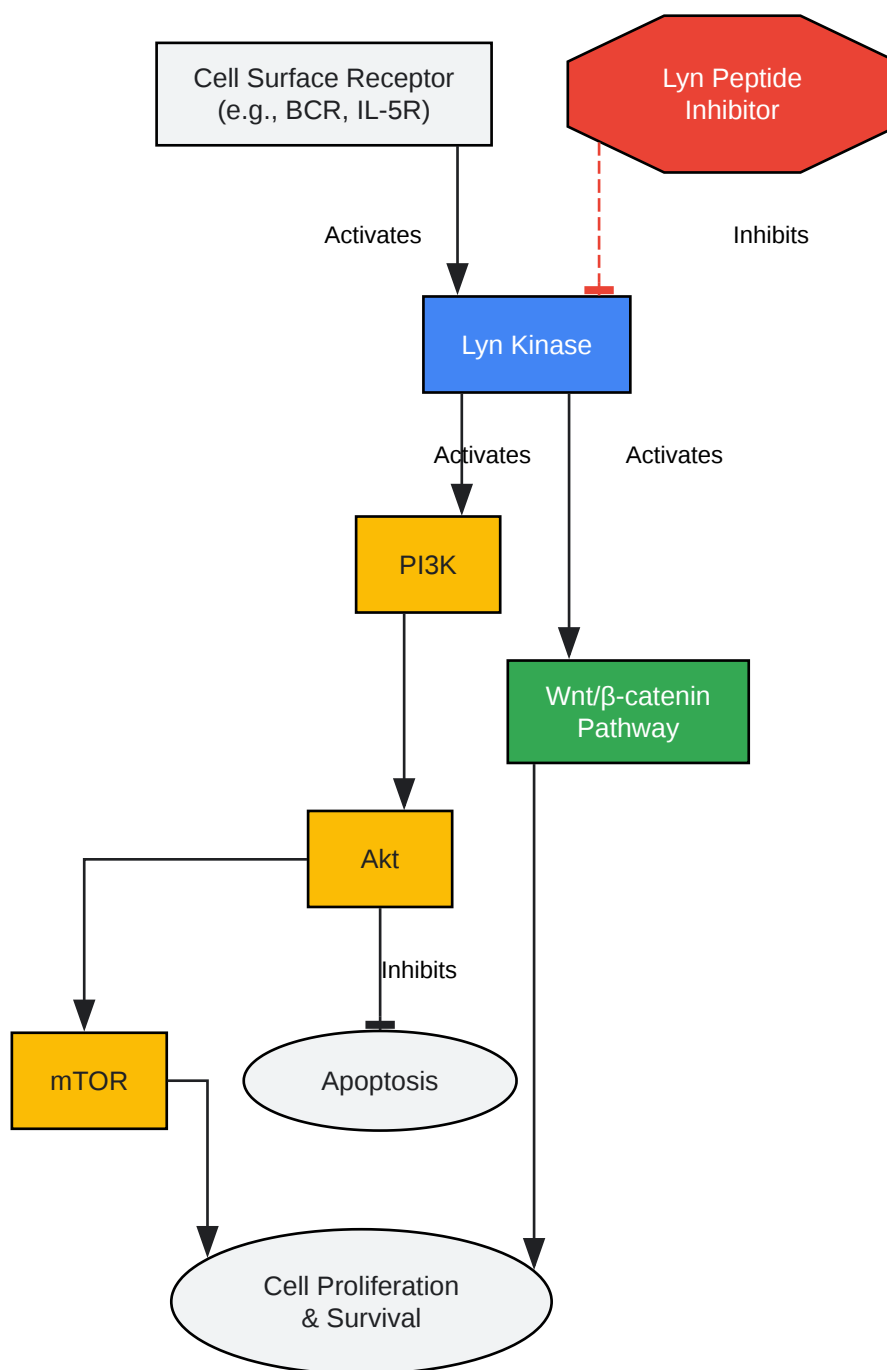 Cell Surface Receptor
(e.g., BCR, IL-5R)
Lyn Peptide
Inhibitor
Activates
Inhibits
Lyn Kinase
Activates
Activates
PI3K
Wnt/β-catenin
Pathway
Akt
Inhibits
mTOR
Apoptosis
Cell Proliferation
& Survival